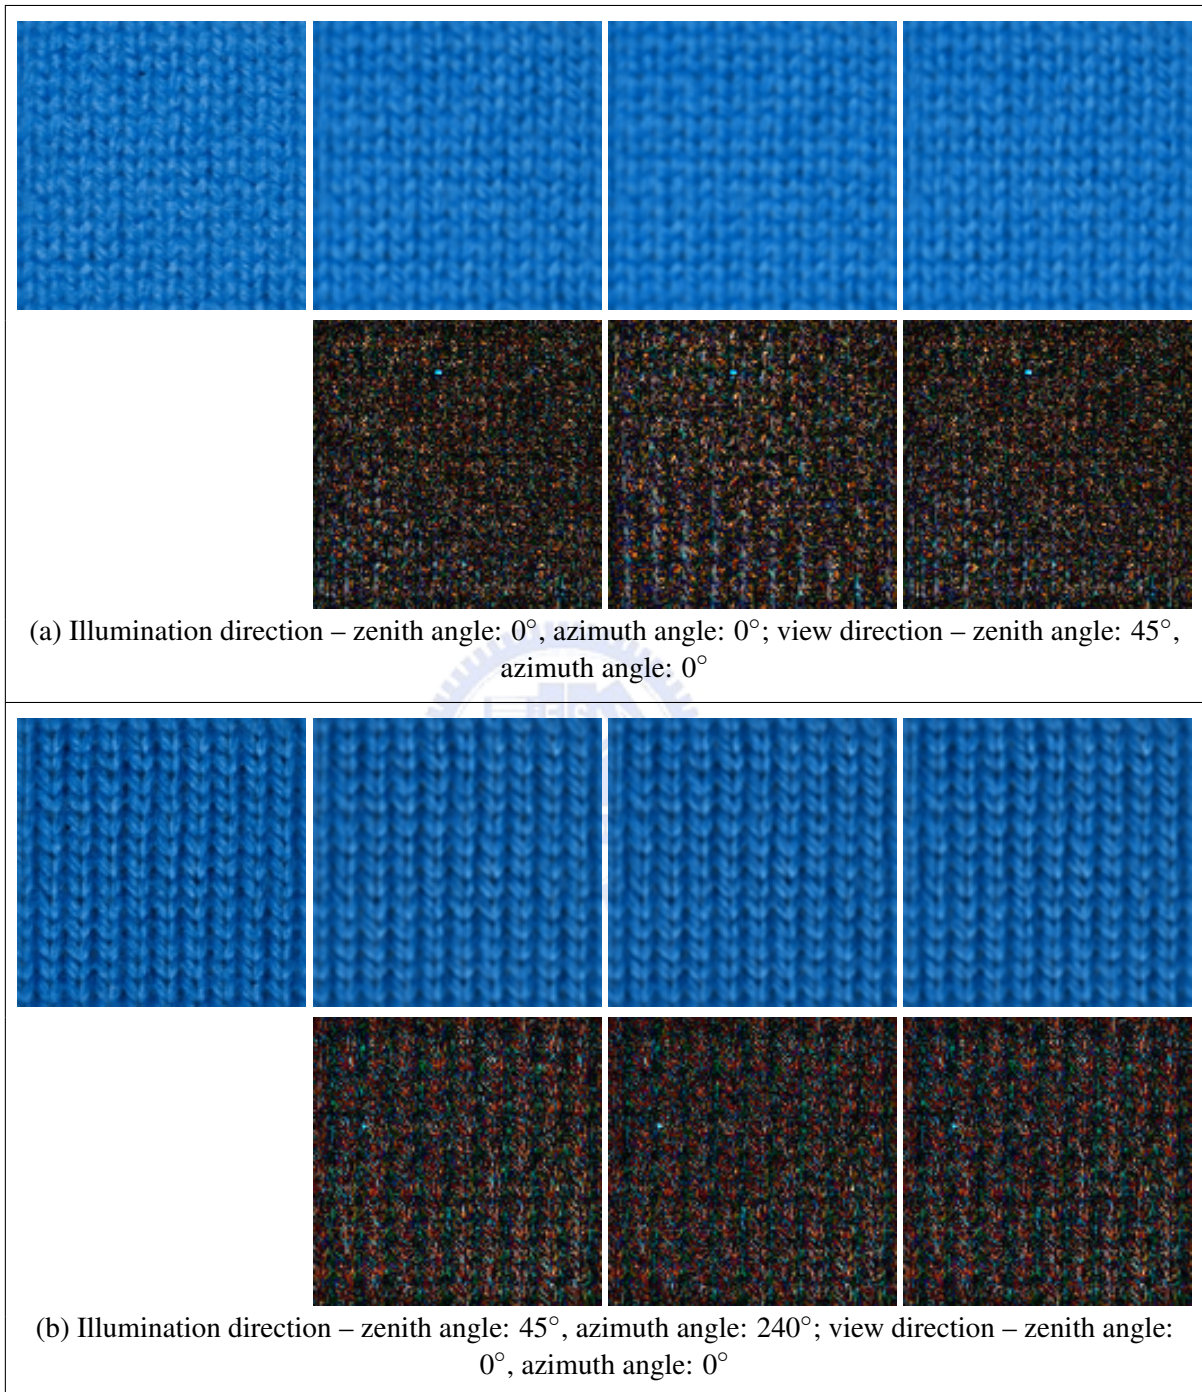 (a) Illumination direction – zenith angle: 0°, azimuth angle: 0°; view direction – zenith angle: 45°,
azimuth angle: 0°
(b) Illumination direction – zenith angle: 45°, azimuth angle: 240°; view direction – zenith angle:
0°, azimuth angle: 0°